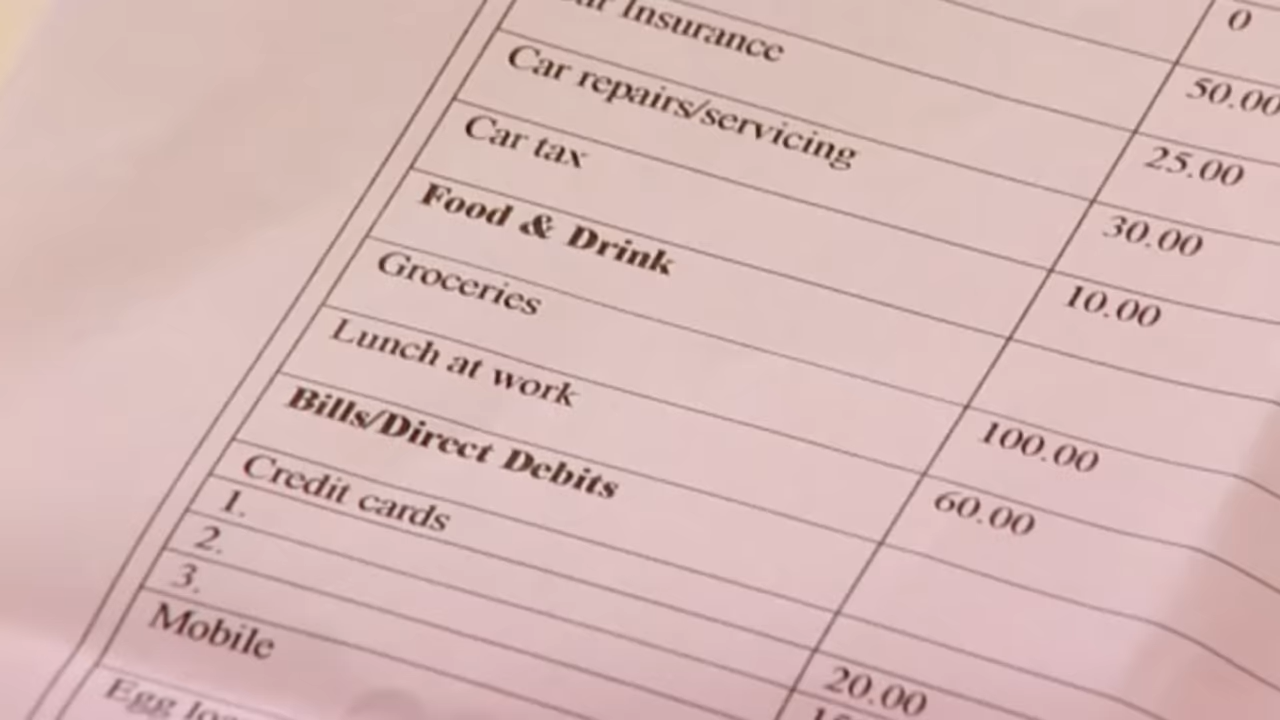 0
50.00
Insurance 25.00
Car repairs/servicing 30.00
Car tax 10.00
Food & Drink
Groceries 100.00
Lunch at work 60.00
Bills/Direct Debits
Credit cards
1. 20.00
2.
3.
Mobile
Egg